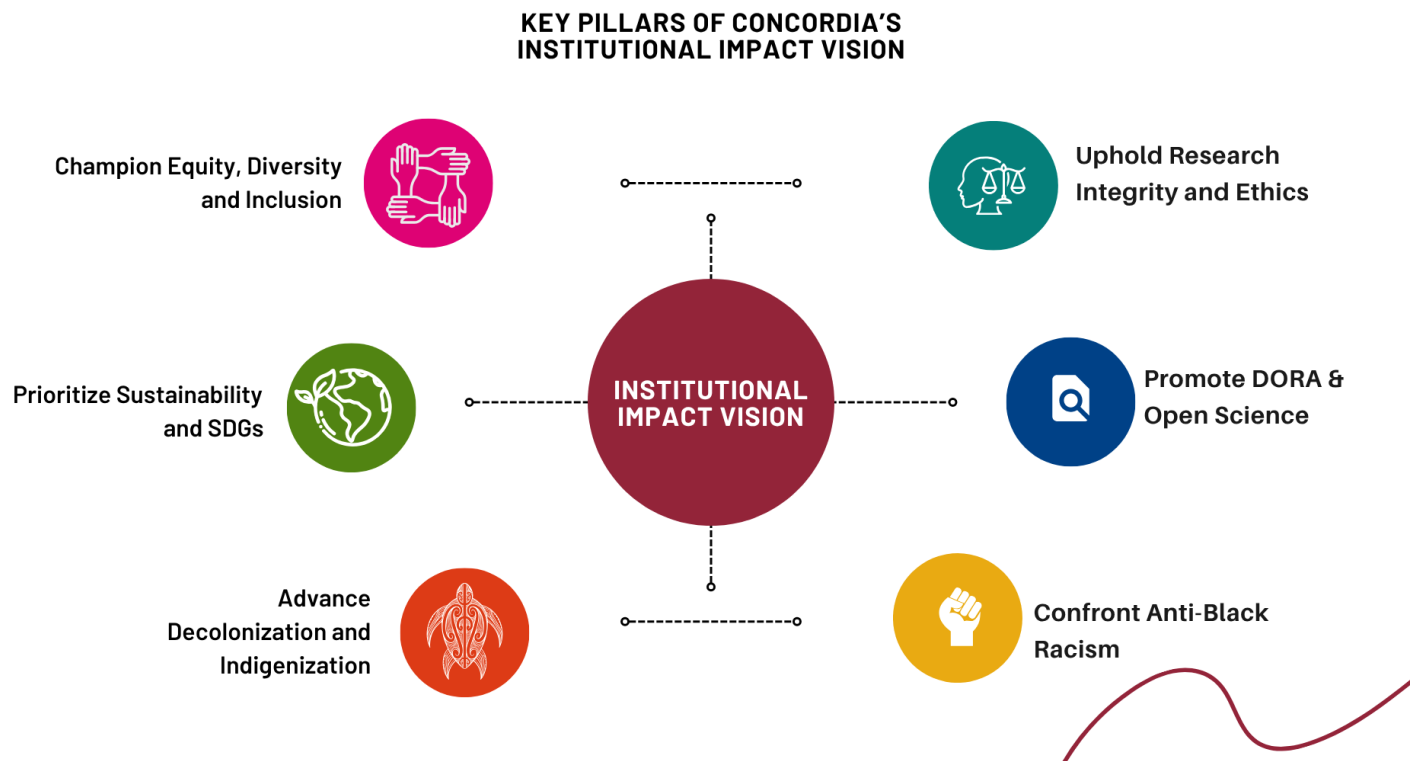 KEY PILLARS OF CONCORDIA'S
INSTITUTIONAL IMPACT VISION
Champion Equity, Diversity
and Inclusion
Uphold Research
Integrity and Ethics
Prioritize Sustainability
and SDGs
INSTITUTIONAL
IMPACT VISION
Promote DORA &
Open Science
Advance
Decolonization and
Indigenization
Confront Anti-Black
Racism